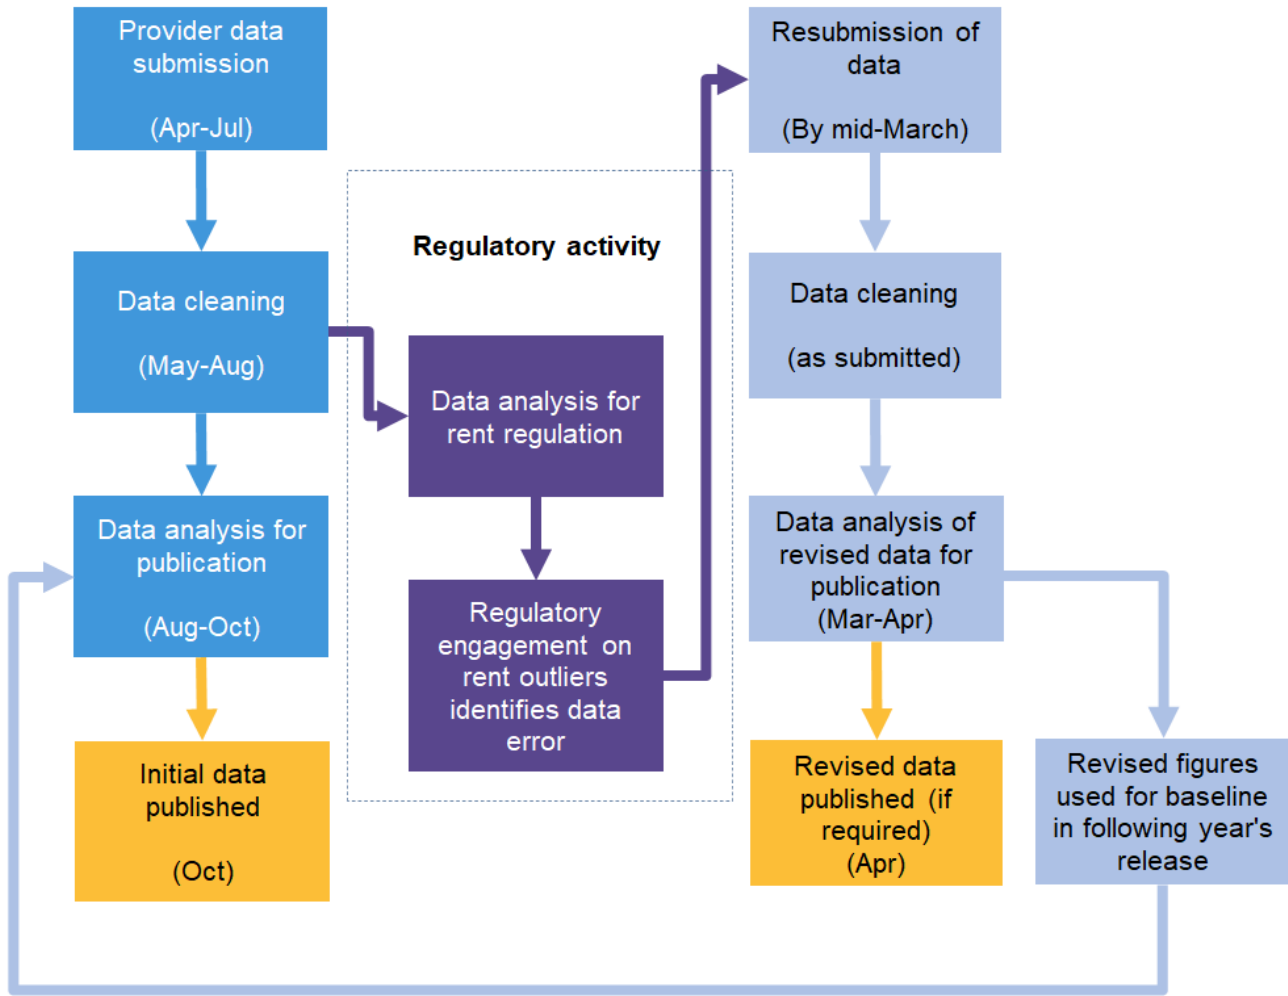 Provider data
submission
(Apr-Jul)
Data cleaning
(May-Aug)
Data analysis for
publication
(Aug-Oct)
Initial data
published
(Oct)
Regulatory activity
Data analysis for
rent regulation
Regulatory
engagement on
rent outliers
identifies data
error
Resubmission of
data
(By mid-March)
Data cleaning
(as submitted)
Data analysis of
revised data for
publication
(Mar-Apr)
Revised data
published (if
required)
(Apr)
Revised figures
used for baseline
in following year's
release